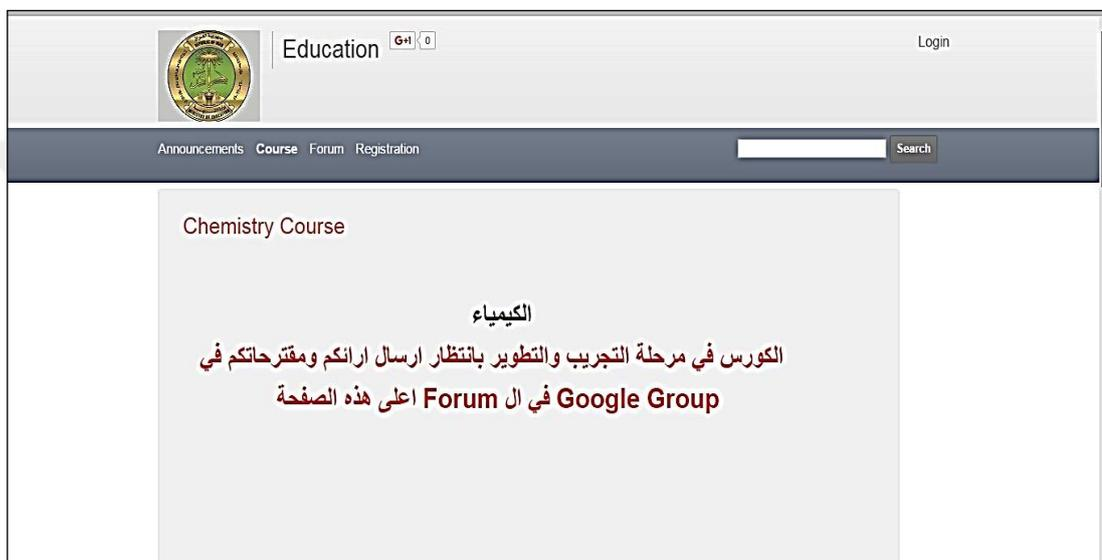 Education
G+1 0
Login
Announcements Course Forum Registration
Search
Chemistry Course
الكيمياء
الكورس في مرحلة التجريب والتطوير بانتظار ارسال ارائكم ومقترحاتكم في
Google Group في ال Forum اعلى هذه الصفحة